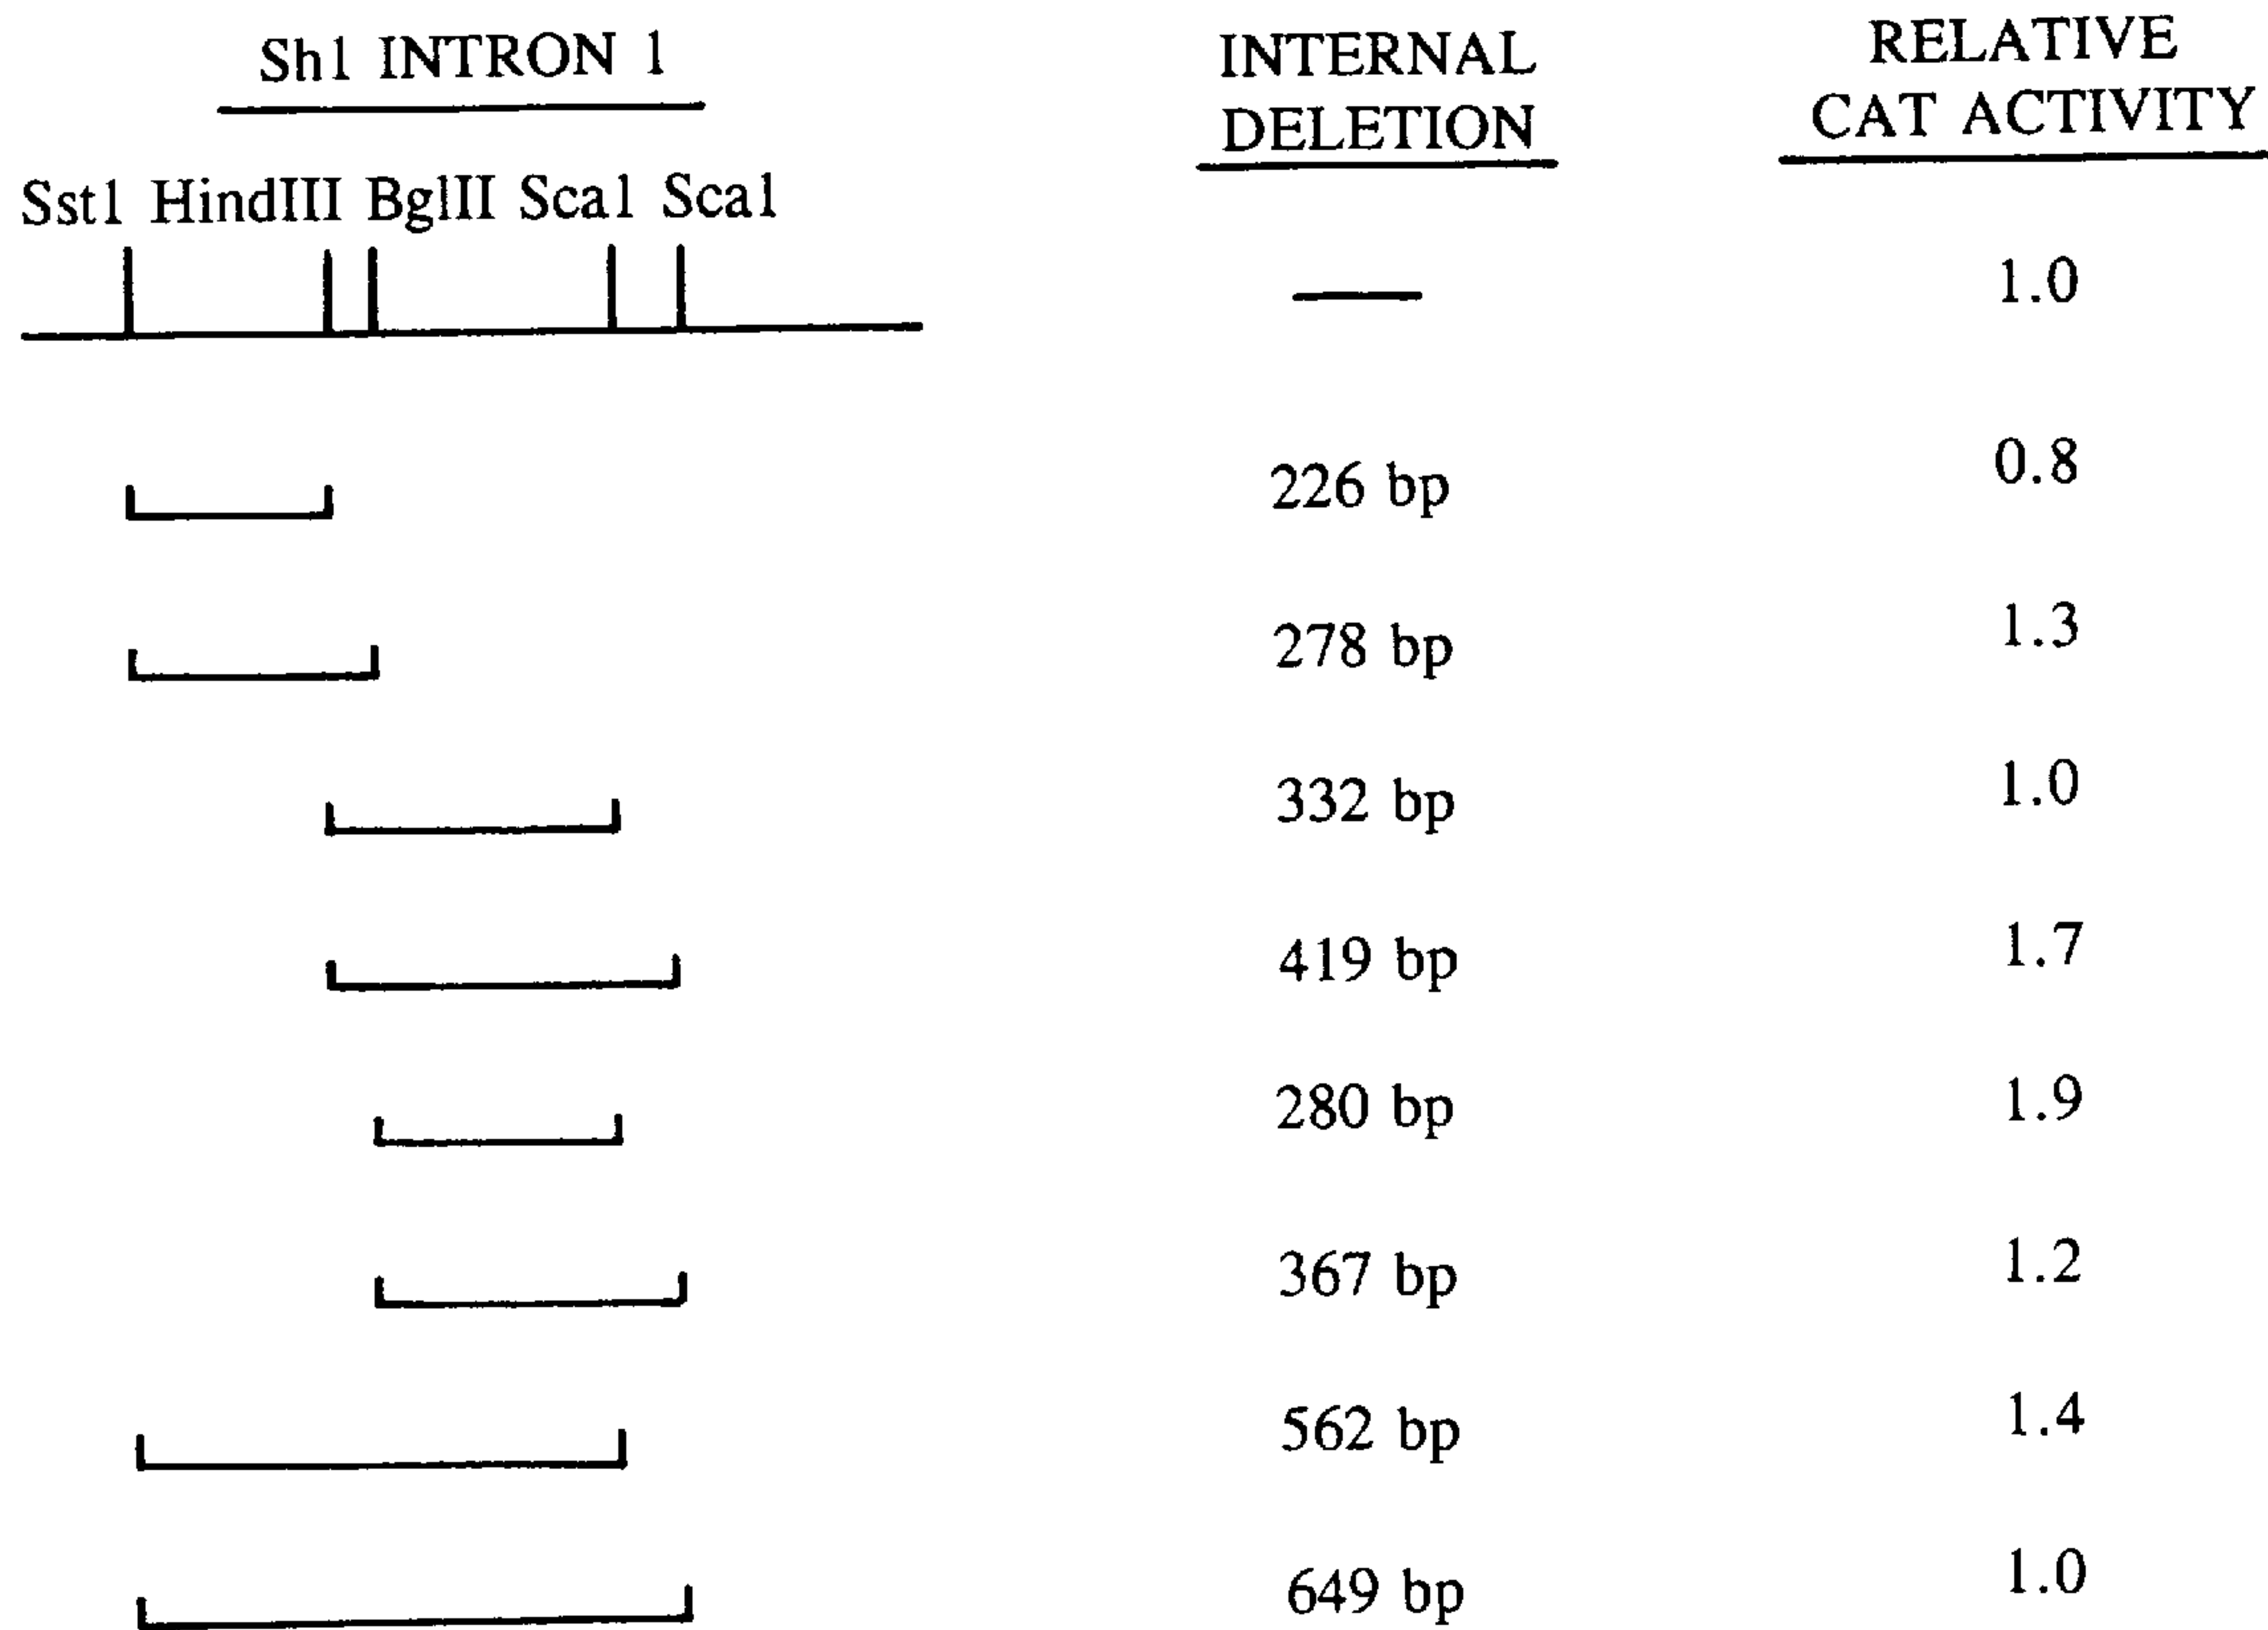 Sh1 INTRON 1
INTERNAL DELETION
RELATIVE CAT ACTIVITY
Sst1 HindIII BglII Sca1 Sca1
— 1.0
226 bp 0.8
278 bp 1.3
332 bp 1.0
419 bp 1.7
280 bp 1.9
367 bp 1.2
562 bp 1.4
649 bp 1.0